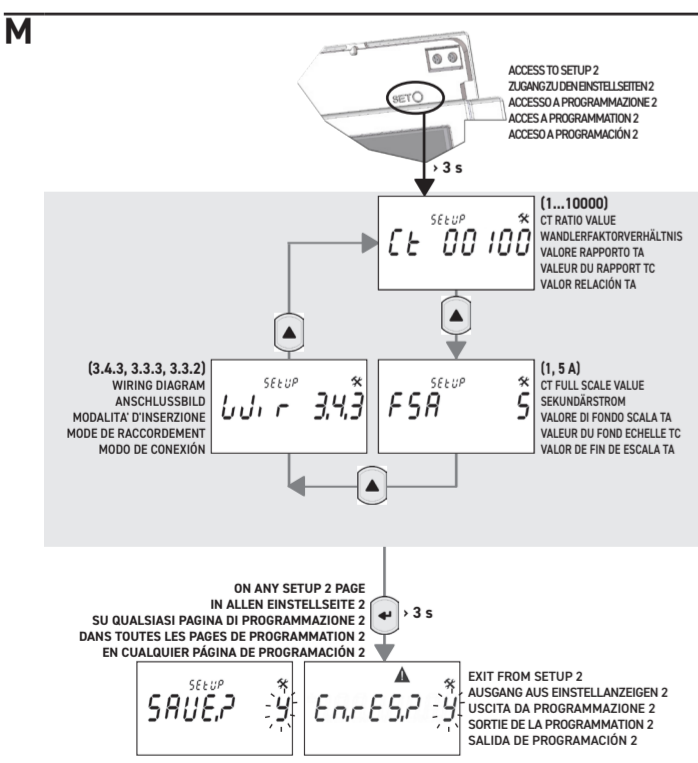 M
ACCESS TO SETUP 2
ZUGANG ZU DEN EINSTELLSEITEN 2
ACCESSO A PROGRAMMAZIONE 2
ACCES A PROGRAMMATION 2
ACCESO A PROGRAMACIÓN 2
SET
› 3 s
(1...10000)
CT RATIO VALUE
WANDLERFAKTORVERHÄLTNIS
VALORE RAPPORTO TA
VALEUR DU RAPPORT TC
VALOR RELACIÓN TA
SEtUP
Ct 00100
(3.4.3, 3.3.3, 3.3.2)
WIRING DIAGRAM
ANSCHLUSSBILD
MODALITA' D'INSERZIONE
MODE DE RACCORDEMENT
MODO DE CONEXIÓN
SEtUP
Wir 3.4.3
SEtUP
FSA 5
(1, 5 A)
CT FULL SCALE VALUE
SEKUNDÄRSTROM
VALORE DI FONDO SCALA TA
VALEUR DU FOND ECHELLE TC
VALOR DE FIN DE ESCALA TA
ON ANY SETUP 2 PAGE
IN ALLEN EINSTELLSEITE 2
SU QUALSIASI PAGINA DI PROGRAMMAZIONE 2
DANS TOUTES LES PAGES DE PROGRAMMATION 2
EN CUALQUIER PÁGINA DE PROGRAMACIÓN 2
› 3 s
SEtUP
SAVE,? y
En,rES,? y
EXIT FROM SETUP 2
AUSGANG AUS EINSTELLANZEIGEN 2
USCITA DA PROGRAMMAZIONE 2
SORTIE DE LA PROGRAMMATION 2
SALIDA DE PROGRAMACIÓN 2